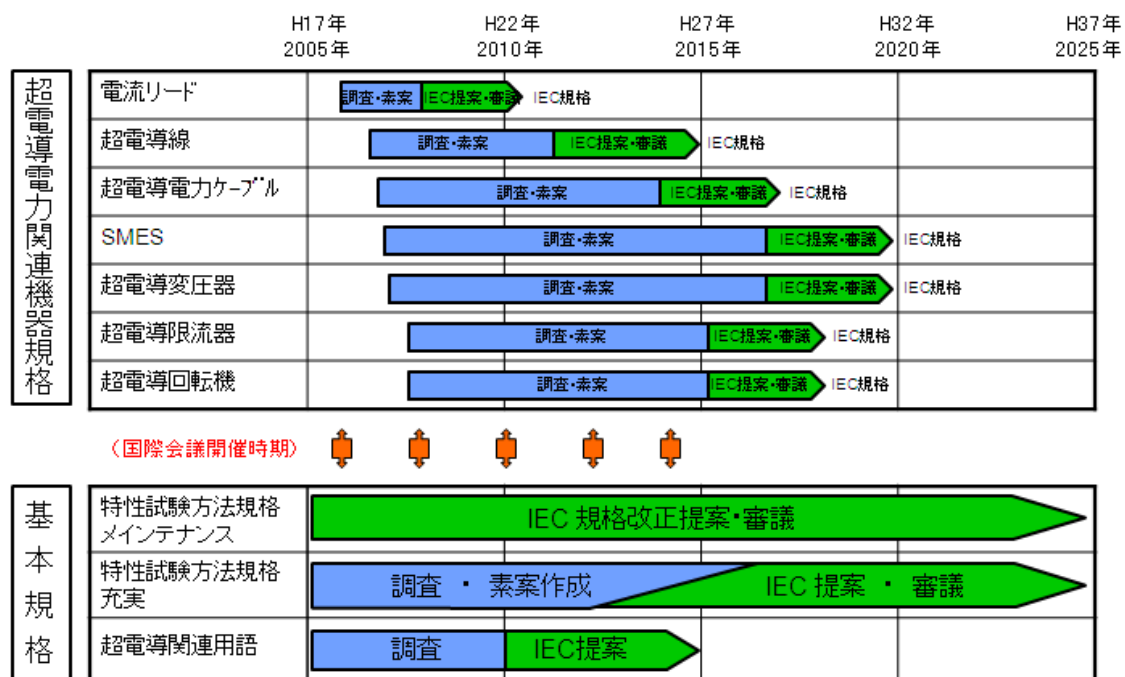 H17年 H22年 H27年 H32年 H37年
2005年 2010年 2015年 2020年 2025年
超電導電力関連機器規格
電流リード 調査・素案 IEC提案・審議 IEC規格
超電導線 調査・素案 IEC提案・審議 IEC規格
超電導電力ケーブル 調査・素案 IEC提案・審議 IEC規格
SMES 調査・素案 IEC提案・審議 IEC規格
超電導変圧器 調査・素案 IEC提案・審議 IEC規格
超電導限流器 調査・素案 IEC提案・審議 IEC規格
超電導回転機 調査・素案 IEC提案・審議 IEC規格
（国際会議開催時期）
基本規格
特性試験方法規格
メインテナンス
IEC 規格改正提案・審議
特性試験方法規格
充実
調査 ・ 素案作成 IEC 提案 ・ 審議
超電導関連用語 調査 IEC提案